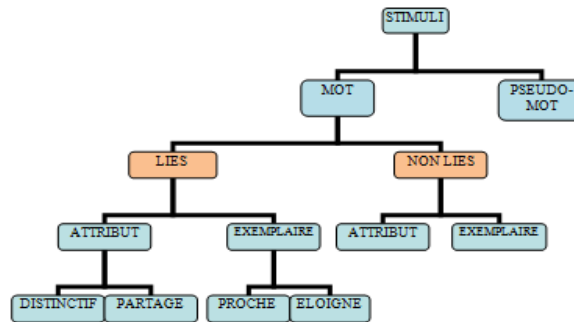 STIMULI
MOT
PSEUDO-
MOT
LIES
NON LIES
ATTRIBUT
EXEMPLAIRE
ATTRIBUT
EXEMPLAIRE
DISTINCTIF
PARTAGE
PROCHE
ELOIGNE